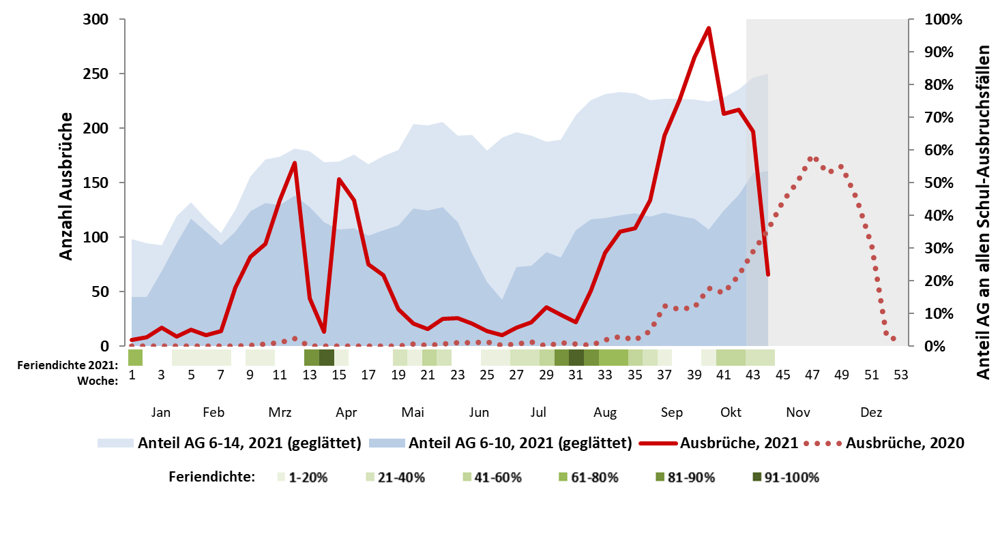 300
250
200
150
100
50
0
Anzahl Ausbrüche
100%
90%
80%
70%
60%
50%
40%
30%
20%
10%
0%
Anteil AG an allen Schul-Ausbruchsfällen
Feriendichte 2021:
Woche: 1 3 5 7 9 11 13 15 17 19 21 23 25 27 29 31 33 35 37 39 41 43 45 47 49 51 53
Jan Feb Mrz Apr Mai Jun Jul Aug Sep Okt Nov Dez
Anteil AG 6-14, 2021 (geglättet) Anteil AG 6-10, 2021 (geglättet) Ausbrüche, 2021 Ausbrüche, 2020
Feriendichte: 1-20% 21-40% 41-60% 61-80% 81-90% 91-100%